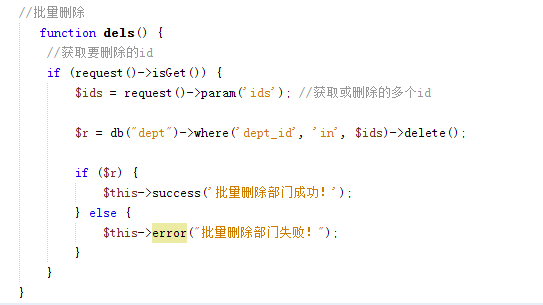 //批量删除
function dels() {
//获取要删除的id
if (request()->isGet()) {
$ids = request()->param('ids'); //获取或删除的多个id
$r = db("dept")->where('dept_id', 'in', $ids)->delete();
if ($r) {
$this->success('批量删除部门成功!');
} else {
$this->error("批量删除部门失败!");
}
}
}